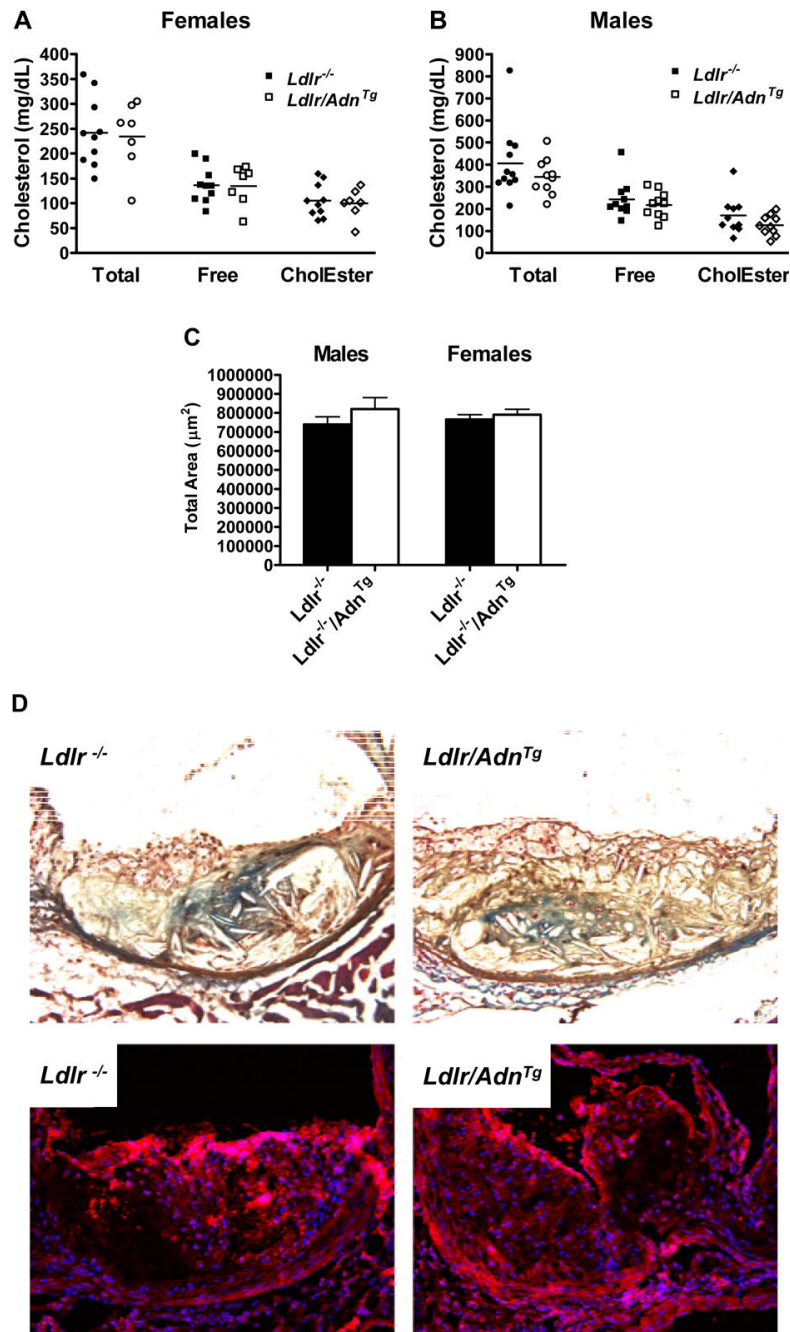 A
Females
Cholesterol (mg/dL)
400
350
300
250
200
150
100
50
0
Ldlr-/-
Ldlr/AdnTg
Total Free CholEster
B
Males
Cholesterol (mg/dL)
900
800
700
600
500
400
300
200
100
0
Ldlr-/-
Ldlr/AdnTg
Total Free CholEster
C
Males Females
Total Area (μm²)
1000000
900000
800000
700000
600000
500000
400000
300000
200000
100000
0
Ldlr-/-
Ldlr-/-/AdnTg
Ldlr-/-
Ldlr-/-/AdnTg
D
Ldlr -/-
Ldlr/AdnTg
Ldlr -/-
Ldlr/AdnTg